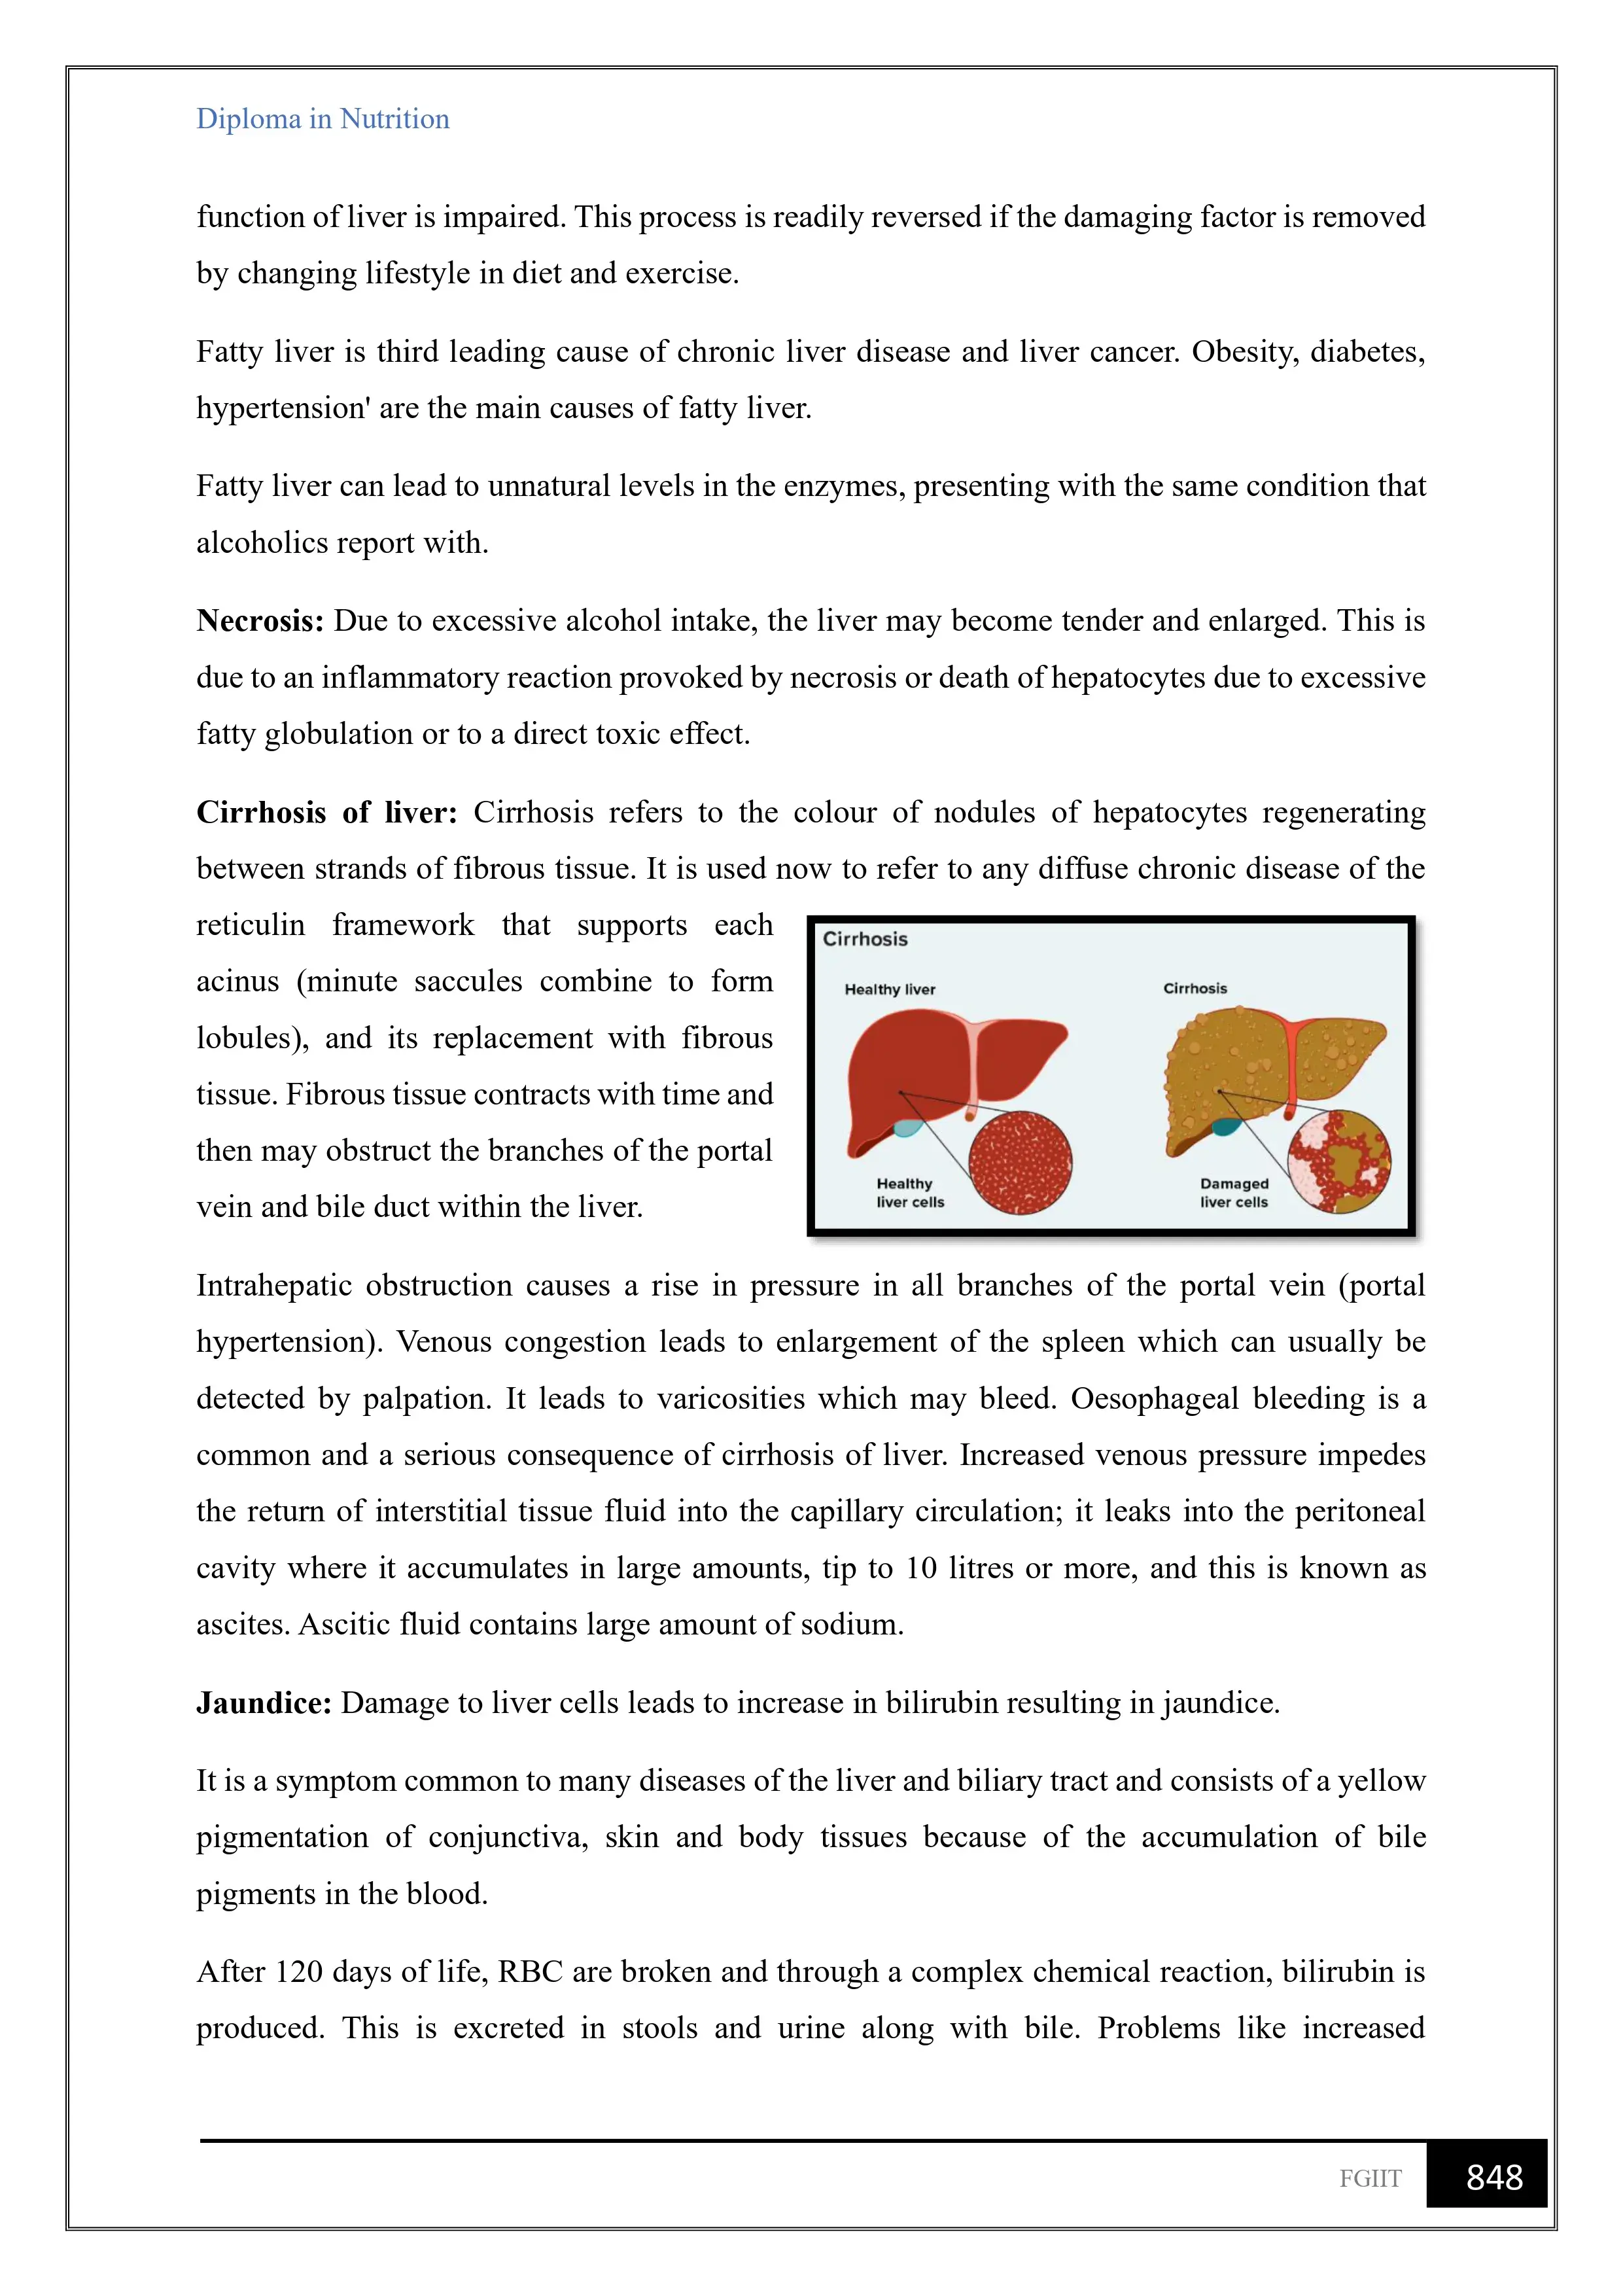 Diploma in Nutrition
function of liver is impaired. This process is readily reversed if the damaging factor is removed
by changing lifestyle in diet and exercise.
Fatty liver is third leading cause of chronic liver disease and liver cancer. Obesity, diabetes,
hypertension' are the main causes of fatty liver.
Fatty liver can lead to unnatural levels in the enzymes, presenting with the same condition that
alcoholics report with.
Necrosis: Due to excessive alcohol intake, the liver may become tender and enlarged. This is
due to an inflammatory reaction provoked by necrosis or death of hepatocytes due to excessive
fatty globulation or to a direct toxic effect.
Cirrhosis of liver: Cirrhosis refers to the colour of nodules of hepatocytes regenerating
between strands of fibrous tissue. It is used now to refer to any diffuse chronic disease of the
reticulin framework that supports each
acinus (minute saccules combine to form
lobules), and its replacement with fibrous
tissue. Fibrous tissue contracts with time and
then may obstruct the branches of the portal
vein and bile duct within the liver.
Cirrhosis
Healthy liver
Cirrhosis
Healthy
liver cells
Damaged
liver cells
Intrahepatic obstruction causes a rise in pressure in all branches of the portal vein (portal
hypertension). Venous congestion leads to enlargement of the spleen which can usually be
detected by palpation. It leads to varicosities which may bleed. Oesophageal bleeding is a
common and a serious consequence of cirrhosis of liver. Increased venous pressure impedes
the return of interstitial tissue fluid into the capillary circulation; it leaks into the peritoneal
cavity where it accumulates in large amounts, tip to 10 litres or more, and this is known as
ascites. Ascitic fluid contains large amount of sodium.
Jaundice: Damage to liver cells leads to increase in bilirubin resulting in jaundice.
It is a symptom common to many diseases of the liver and biliary tract and consists of a yellow
pigmentation of conjunctiva, skin and body tissues because of the accumulation of bile
pigments in the blood.
After 120 days of life, RBC are broken and through a complex chemical reaction, bilirubin is
produced. This is excreted in stools and urine along with bile. Problems like increased
FGIIT
848